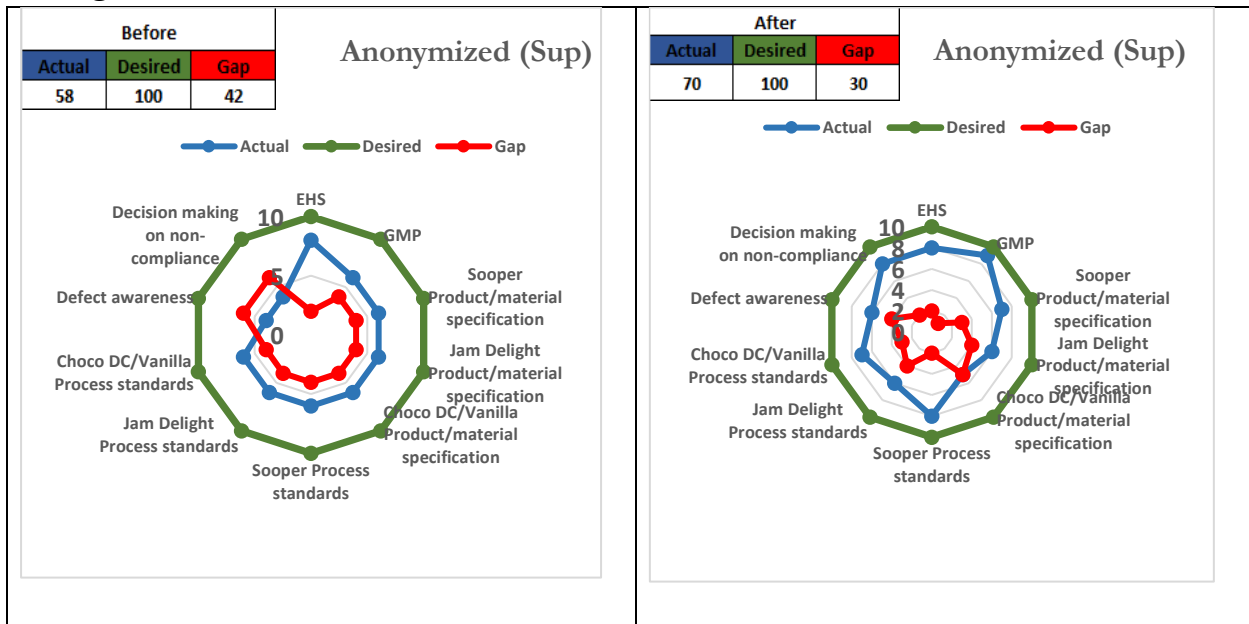 Before
Anonymized (Sup)
Actual Desired Gap
58 100 42
Actual Desired Gap
EHS
10
5
0
GMP
Sooper
Product/material
specification
Jam Delight
Product/material
specification
Choco DC/Vanilla
Product/material
specification
Sooper Process
standards
Jam Delight
Process standards
Choco DC/Vanilla
Process standards
Defect awareness
Decision making
on non-
compliance
After
Anonymized (Sup)
Actual Desired Gap
70 100 30
Actual Desired Gap
EHS
10
8
6
4
2
0
GMP
Sooper
Product/material
specification
Jam Delight
Product/material
specification
Choco DC/Vanilla
Product/material
specification
Sooper Process
standards
Jam Delight
Process standards
Choco DC/Vanilla
Process standards
Defect awareness
Decision making
on non-compliance